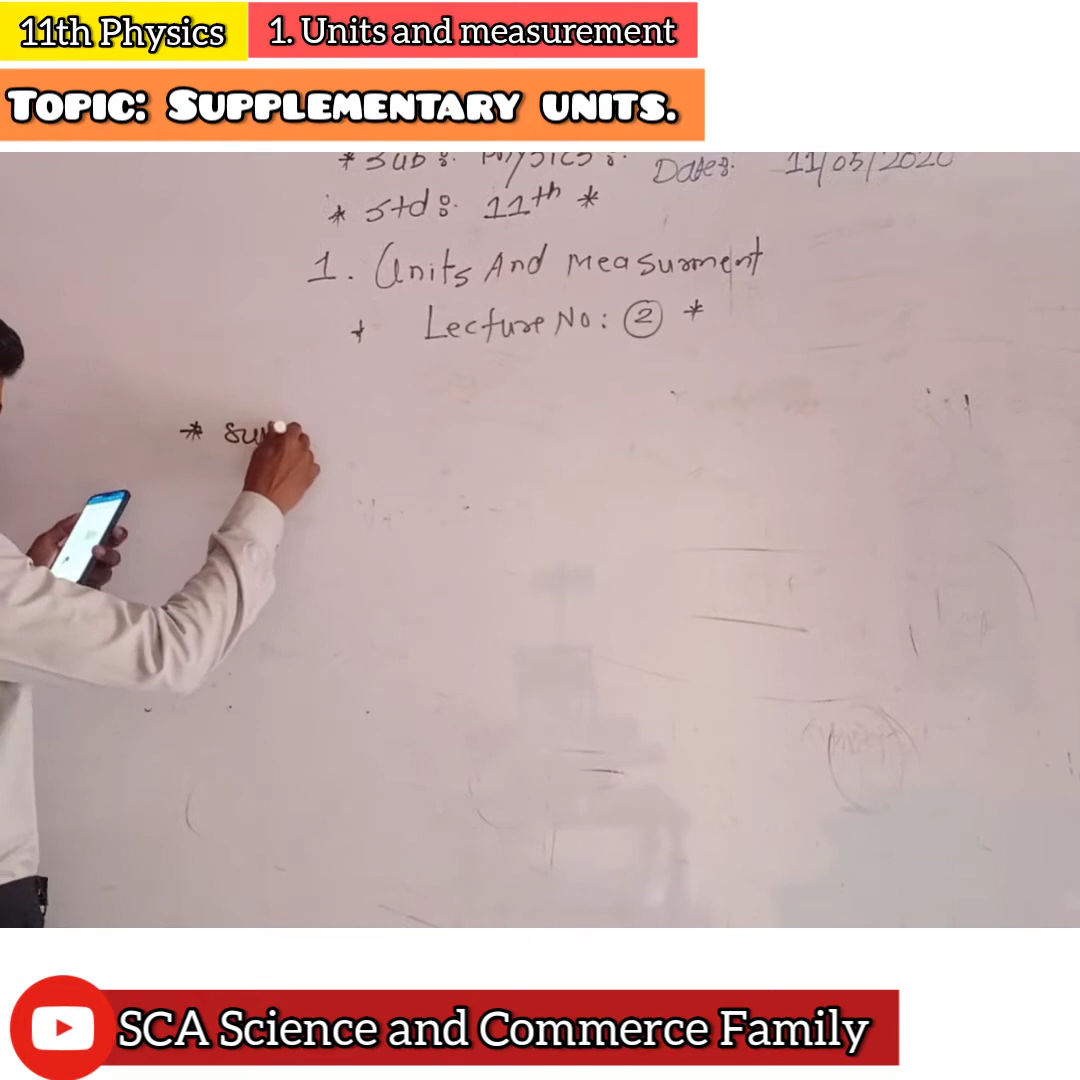 11th Physics
1. Units and measurement
TOPIC: SUPPLEMENTARY UNITS.
* Sub :. Physics :. Date:. 11/05/2020
* Std :. 11th *
1. Units And Measurment
* Lecture No: 2 *
* Sup
SCA Science and Commerce Family